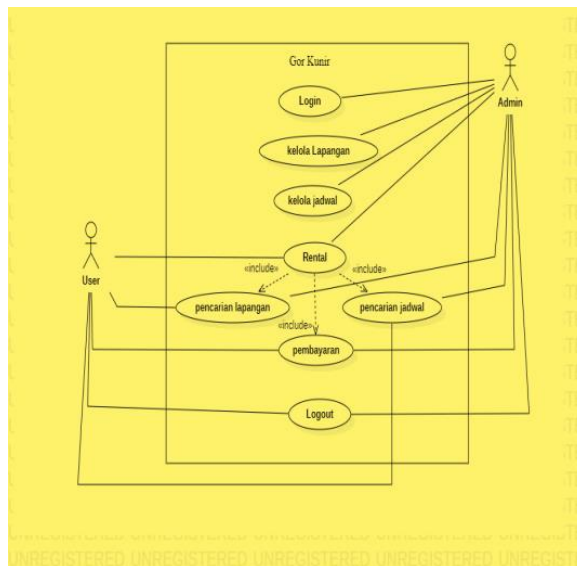 Gor Kunir
Admin
Login
kelola Lapangan
kelola jadwal
User
Rental
«include»
«include»
pencarian lapangan
pencarian jadwal
«include»
pembayaran
Logout
UNREGISTERED UNREGISTERED UNREGISTERED UNREGISTERED UNREGIST